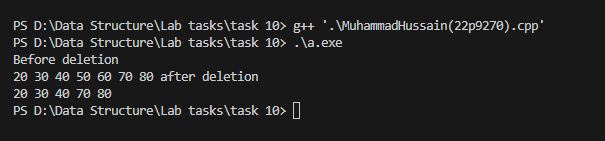 PS D:\Data Structure\Lab tasks\task 10> g++ '.\MuhammadHussain(22p9270).cpp'
PS D:\Data Structure\Lab tasks\task 10> .\a.exe
Before deletion
20 30 40 50 60 70 80 after deletion
20 30 40 70 80
PS D:\Data Structure\Lab tasks\task 10>